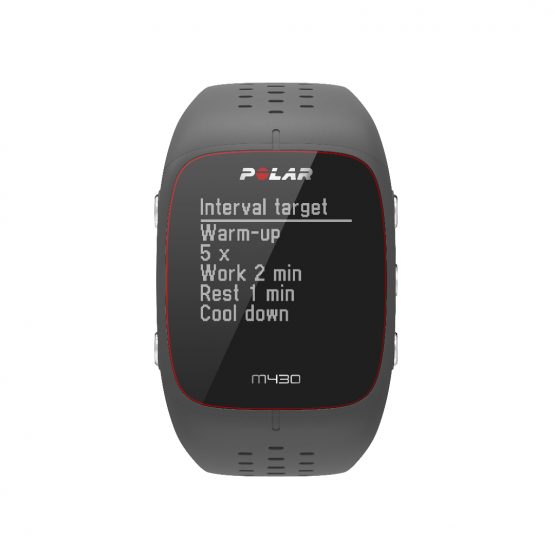 POLAR
Interval target
Warm-up
5 x
Work 2 min
Rest 1 min
Cool down
M430